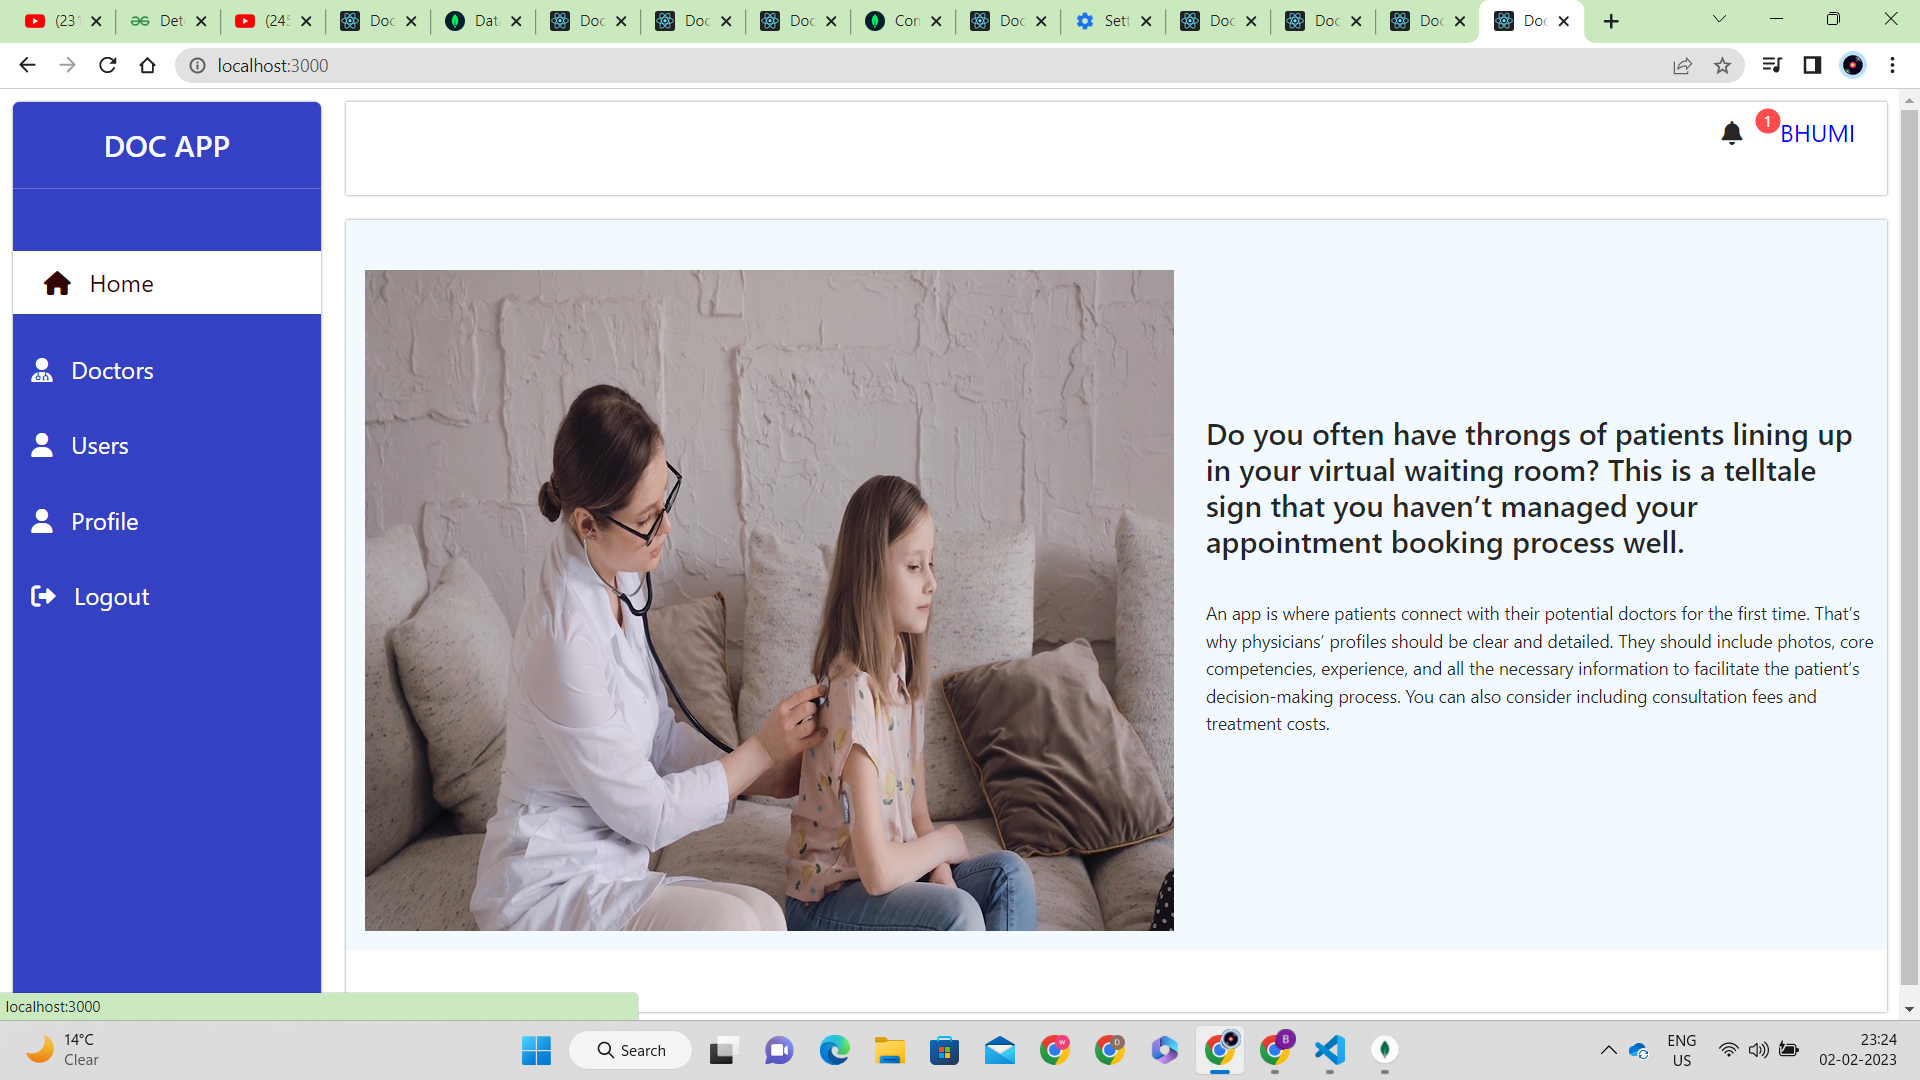 (231
Dete
(245
Doc
Data
Doc
Doc
Doc
Con
Doc
Sett
Doc
Doc
Doc
Doc
localhost:3000
DOC APP
1
BHUMI
Home
Doctors
Users
Profile
Logout
Do you often have throngs of patients lining up
in your virtual waiting room? This is a telltale
sign that you haven’t managed your
appointment booking process well.
An app is where patients connect with their potential doctors for the first time. That’s
why physicians’ profiles should be clear and detailed. They should include photos, core
competencies, experience, and all the necessary information to facilitate the patient’s
decision-making process. You can also consider including consultation fees and
treatment costs.
localhost:3000
14°C
Clear
Search
W
D
B
ENG
US
23:24
02-02-2023